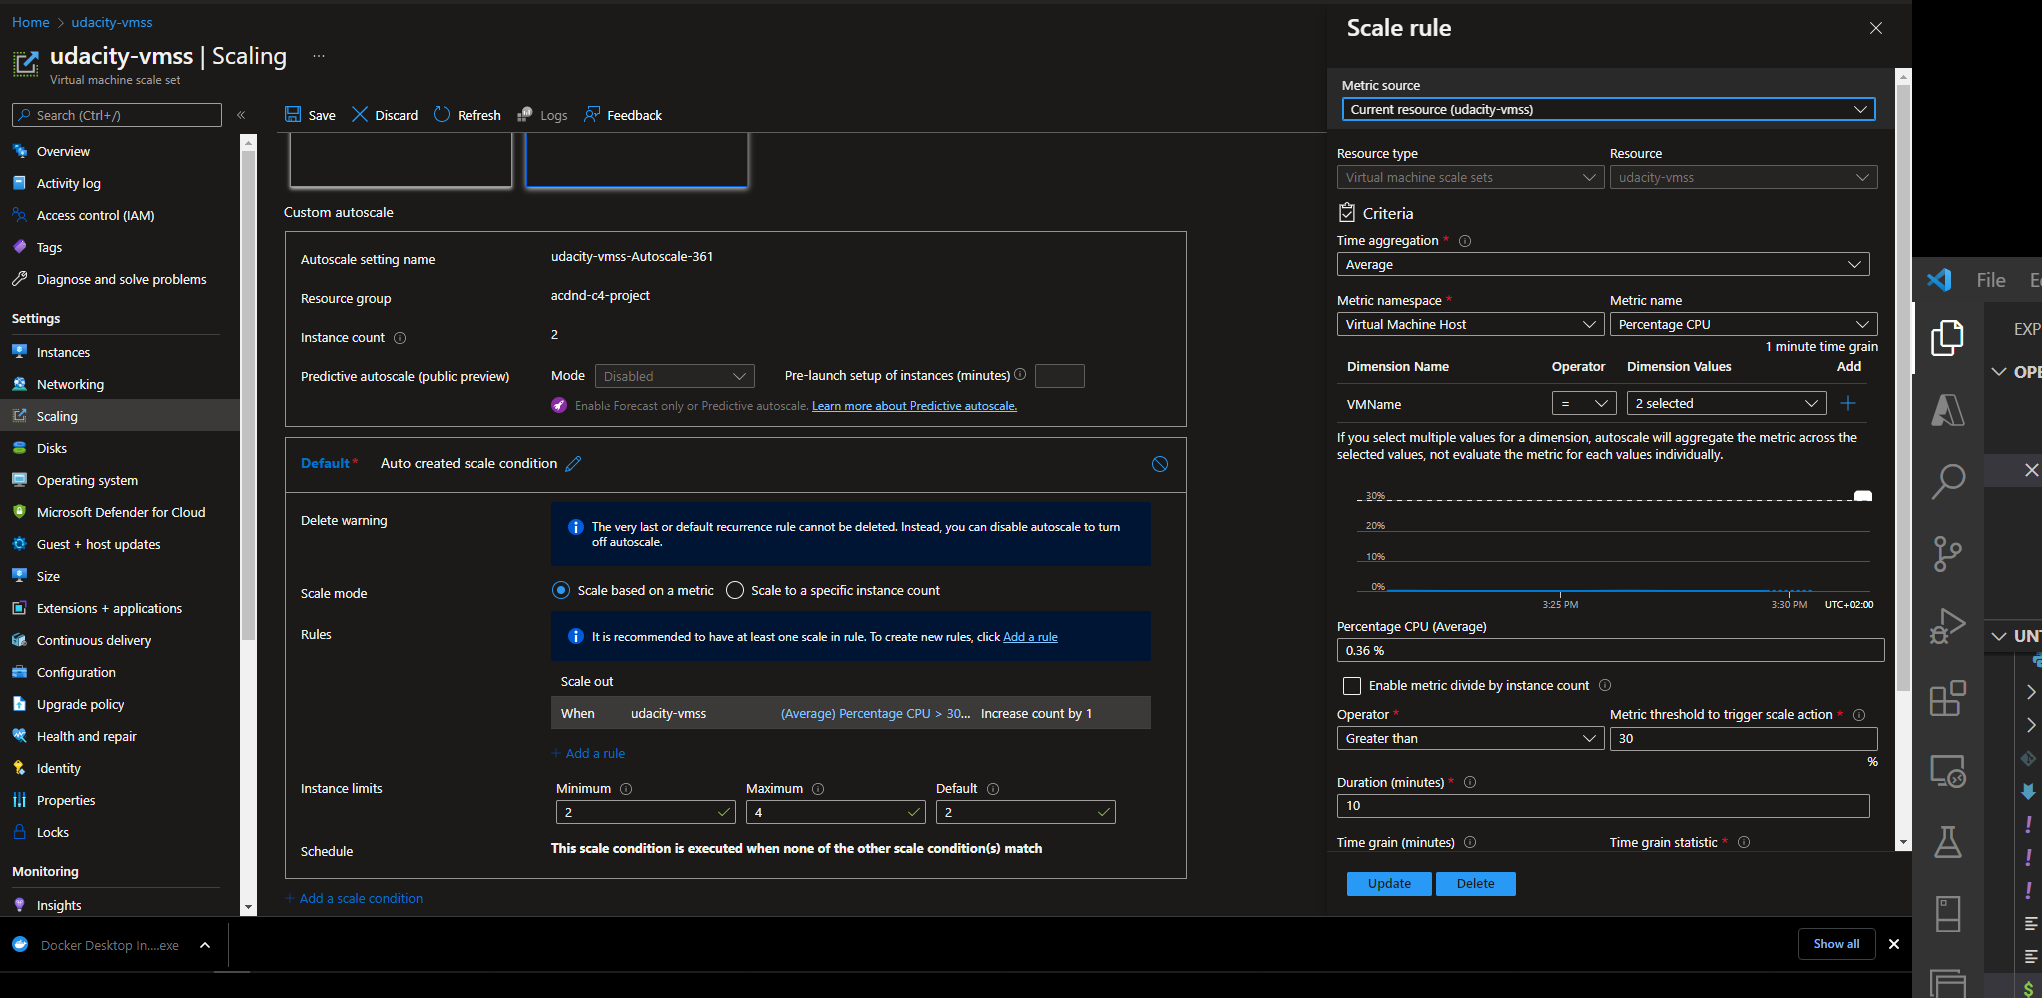 Home > udacity-vmss
udacity-vmss | Scaling ...
Virtual machine scale set
Search (Ctrl+/)
«
Overview
Activity log
Access control (IAM)
Tags
Diagnose and solve problems
Settings
Instances
Networking
Scaling
Disks
Operating system
Microsoft Defender for Cloud
Guest + host updates
Size
Extensions + applications
Continuous delivery
Configuration
Upgrade policy
Health and repair
Identity
Properties
Locks
Monitoring
Insights
Save Discard Refresh Logs Feedback
Custom autoscale
Autoscale setting name udacity-vmss-Autoscale-361
Resource group acdnd-c4-project
Instance count 2
Predictive autoscale (public preview) Mode Disabled Pre-launch setup of instances (minutes)
Enable Forecast only or Predictive autoscale. Learn more about Predictive autoscale.
Default* Auto created scale condition
Delete warning
The very last or default recurrence rule cannot be deleted. Instead, you can disable autoscale to turn
off autoscale.
Scale mode Scale based on a metric Scale to a specific instance count
Rules
It is recommended to have at least one scale in rule. To create new rules, click Add a rule
Scale out
When udacity-vmss (Average) Percentage CPU > 30... Increase count by 1
+ Add a rule
Instance limits
Minimum Maximum Default
2 4 2
Schedule This scale condition is executed when none of the other scale condition(s) match
+ Add a scale condition
Scale rule
Metric source
Current resource (udacity-vmss)
Resource type Resource
Virtual machine scale sets udacity-vmss
Criteria
Time aggregation *
Average
Metric namespace * Metric name
Virtual Machine Host Percentage CPU
1 minute time grain
Dimension Name Operator Dimension Values Add
VMName = 2 selected +
If you select multiple values for a dimension, autoscale will aggregate the metric across the
selected values, not evaluate the metric for each values individually.
30%
20%
10%
0%
3:25 PM 3:30 PM UTC+02:00
Percentage CPU (Average)
0.36 %
Enable metric divide by instance count
Operator * Metric threshold to trigger scale action *
Greater than 30
%
Duration (minutes) *
10
Time grain (minutes) Time grain statistic *
Update Delete
Docker Desktop In....exe
Show all
File
EXP
OPE
UNT
!
!
!
$